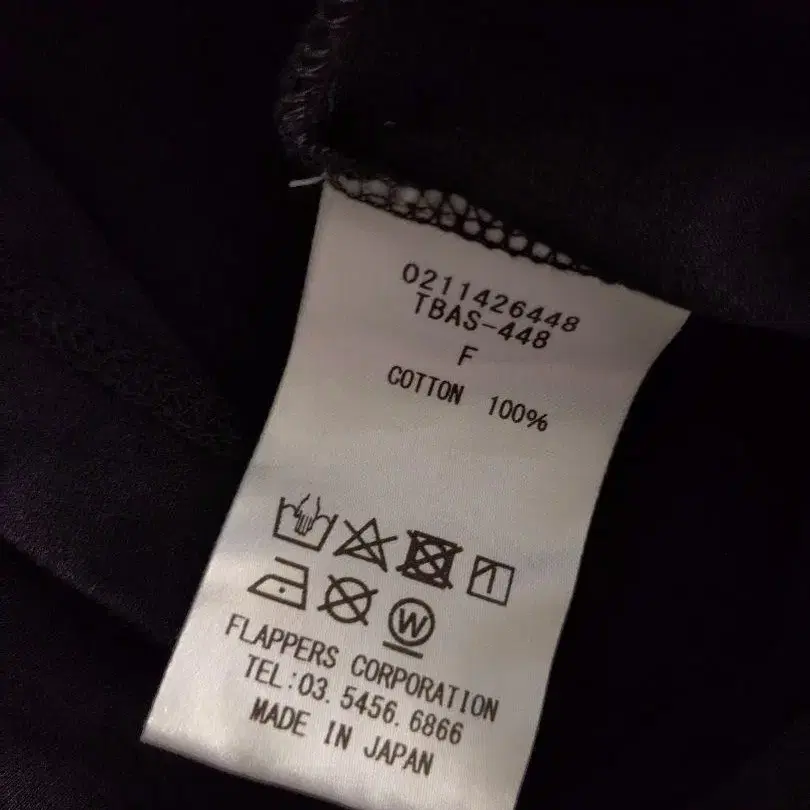 0211426448
TBAS-448
F
COTTON 100%
W
FLAPPERS CORPORATION
TEL:03.5456.6866
MADE IN JAPAN